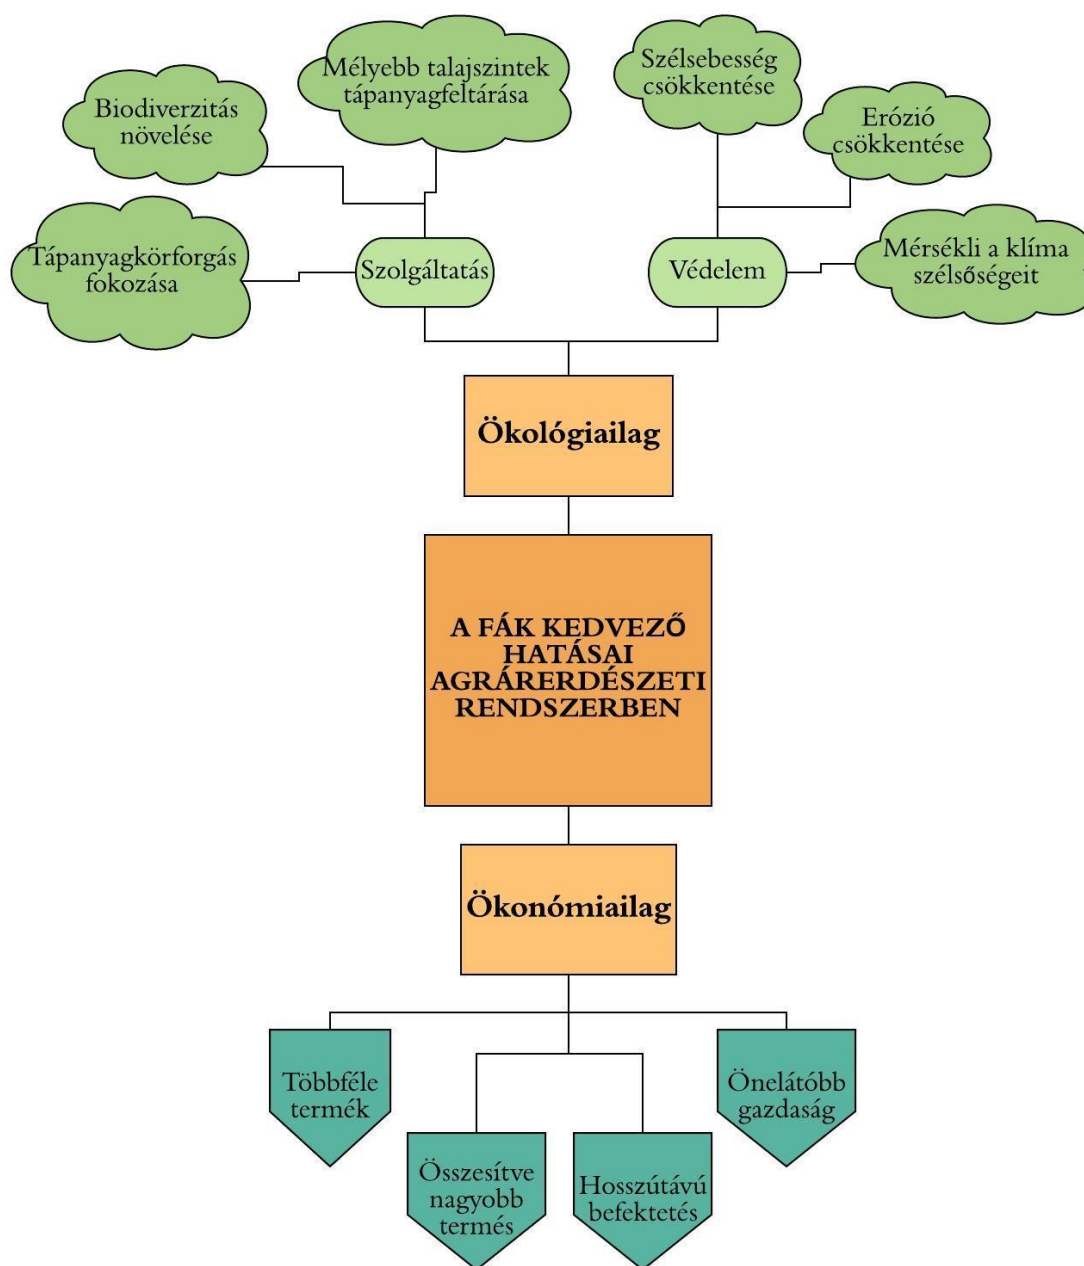 Mélyebb talajszintek
tápanyagfeltárása
Szélsebesség
csökkentése
Biodiverzitás
növelése
Erózió
csökkentése
Tápanyagkörforgás
fokozása
Szolgáltatás
Védelem
Mérsékli a klíma
szélsőségeit
Ökológiailag
A FÁK KEDVEZŐ
HATÁSAI
AGRÁRERDÉSZETI
RENDSZERBEN
Ökonómiailag
Többféle
termék
Önelátóbb
gazdaság
Összesítve
nagyobb
termés
Hosszútávú
befektetés